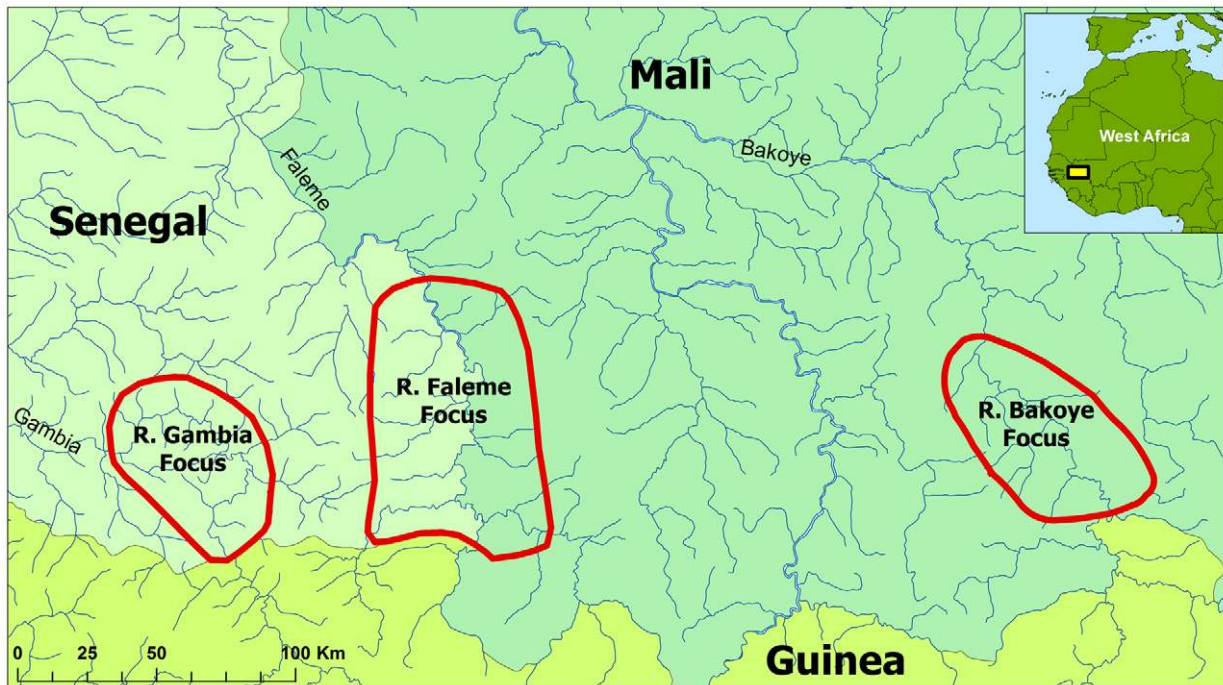 Mali
West Africa
Bakoye
Faleme
Senegal
R. Faleme
Focus
R. Bakoye
Focus
Gambia
R. Gambia
Focus
0 25 50 100 Km
Guinea